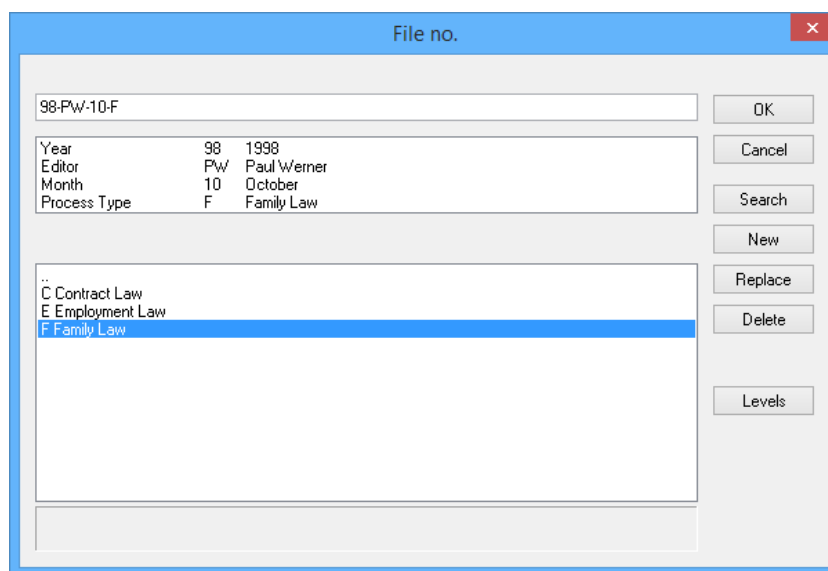 File no.
98-PW-10-F
OK
Year 98 1998
Editor PW Paul Werner
Month 10 October
Process Type F Family Law
Cancel
Search
New
Replace
Delete
Levels
..
C Contract Law
E Employment Law
F Family Law